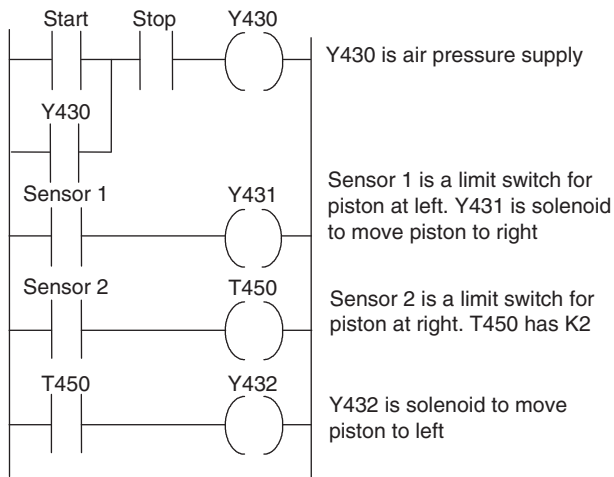 Start Stop Y430
Y430 is air pressure supply
Y430
Sensor 1 Y431
Sensor 1 is a limit switch for
piston at left. Y431 is solenoid
to move piston to right
Sensor 2 T450
Sensor 2 is a limit switch for
piston at right. T450 has K2
T450 Y432
Y432 is solenoid to move
piston to left